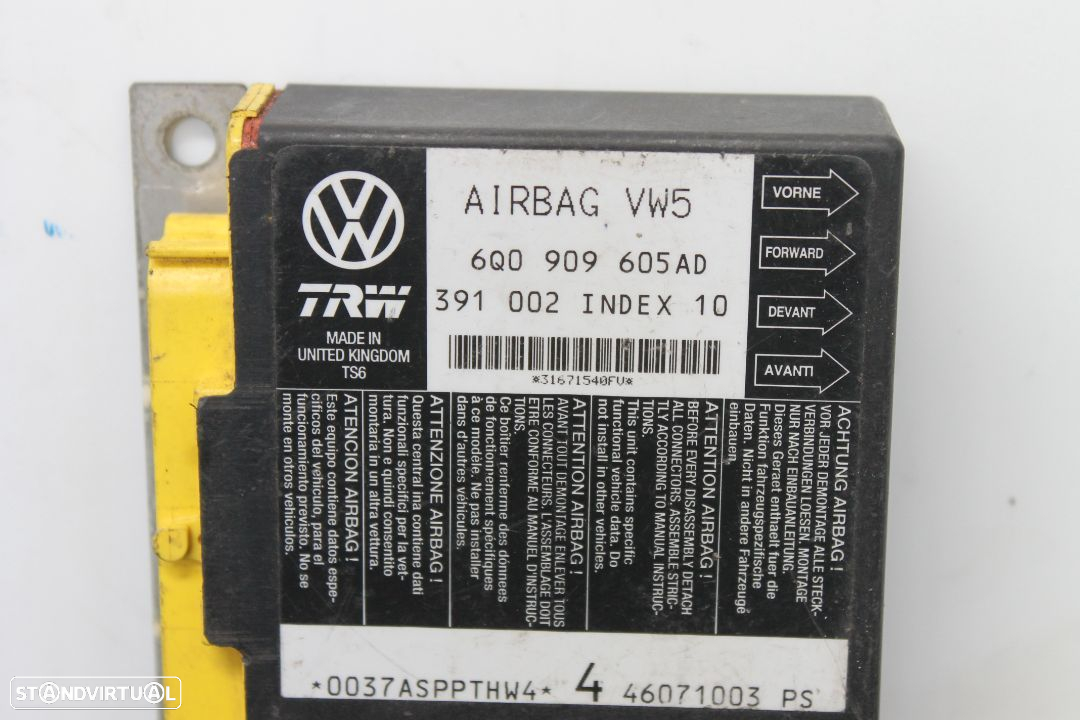 AIRBAG VW5
6Q0 909 605AD
391 002 INDEX 10
*31671540FV*
TRW
MADE IN
UNITED KINGDOM
TS6
VORNE
FORWARD
DEVANT
AVANTI
ACHTUNG AIRBAG !
VOR JEDER DEMONTAGE ALLE STECK-
VERBINDUNGEN LOESEN, MONTAGE
NUR NACH EINBAUANLEITUNG.
Dieses Geraet enthaelt fuer die
Funktion fahrzeugspezifische
Daten. Nicht in andere Fahrzeuge
einbauen.
ATTENTION AIRBAG !
BEFORE EVERY DISASSEMBLY DETACH
ALL CONNECTORS, ASSEMBLE STRIC-
TLY ACCORDING TO MANUAL INSTRUC-
TIONS.
This unit contains specific
functional vehicle data. Do
not install in other vehicles.
ATTENTION AIRBAG !
AVANT TOUT DEMONTAGE ENLEVER TOUS
LES CONNECTEURS, L'ASSEMBLAGE DOIT
ETRE CONFORME AU MANUEL D'INSTRUC-
TIONS.
Ce boîtier renferme des données
de fonctionnement spécifiques
à ce modèle. Ne pas installer
dans d'autres véhicules.
ATTENZIONE AIRBAG !
Questa central ina contiene dati
funzionali specifici per la vet-
tura. Non e quindi consentito
montaria in un altra vettura.
ATENCION AIRBAG !
Este equipo contiene datos espe-
cíficos del vehículo, para el
funcionamiento previsto. No se
monte en otros vehículos.
*0037ASPPTHW4* 4 46071003 PS
STANDVIRTUAL